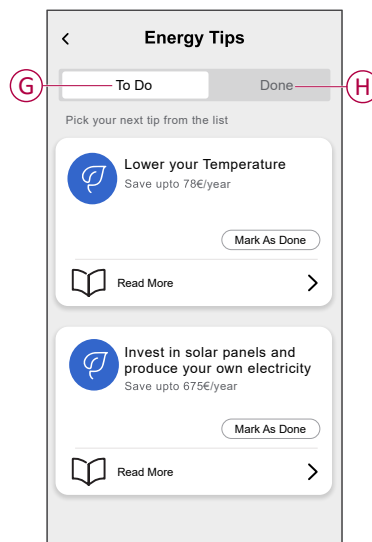 Energy Tips
G To Do Done H
Pick your next tip from the list
Lower your Temperature
Save upto 78€/year
Mark As Done
Read More
Invest in solar panels and
produce your own electricity
Save upto 675€/year
Mark As Done
Read More